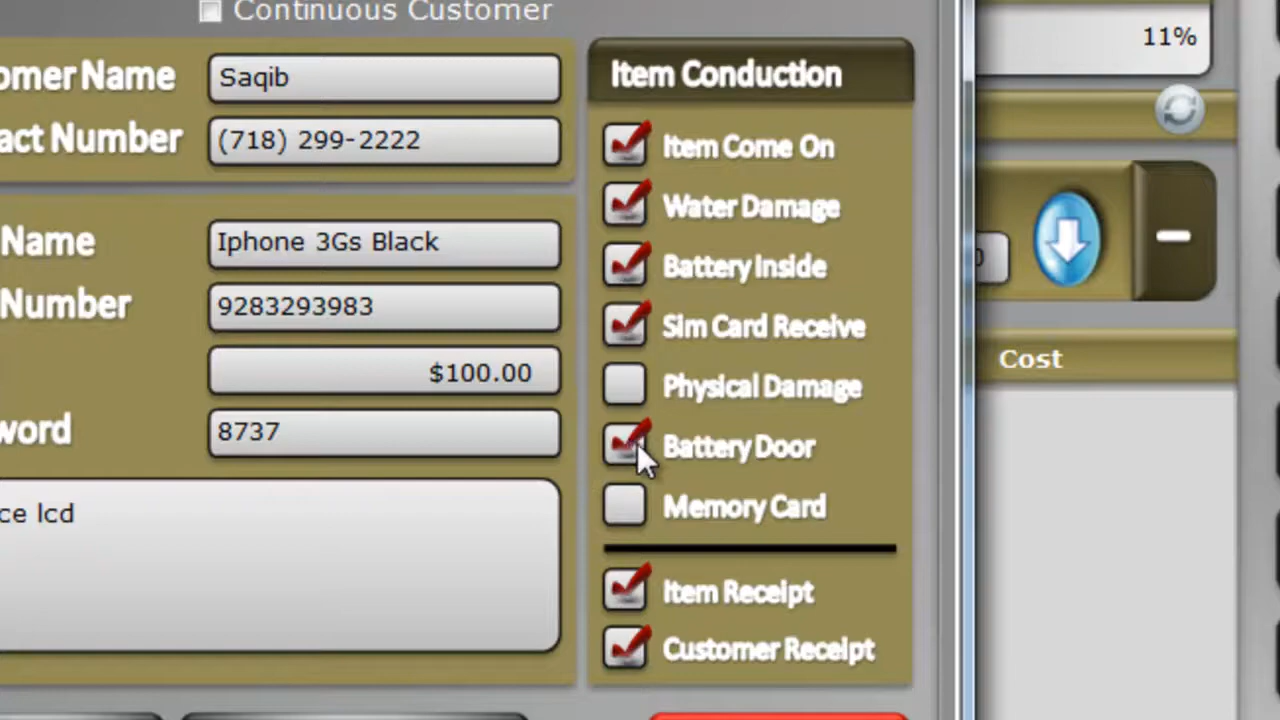 Continuous Customer
11%
omer Name
Saqib
Item Conduction
act Number
(718) 299-2222
Item Come On
Water Damage
Name
Iphone 3Gs Black
Battery Inside
Number
9283293983
Sim Card Receive
Cost
$100.00
Physical Damage
word
8737
Battery Door
ce lcd
Memory Card
Item Receipt
Customer Receipt